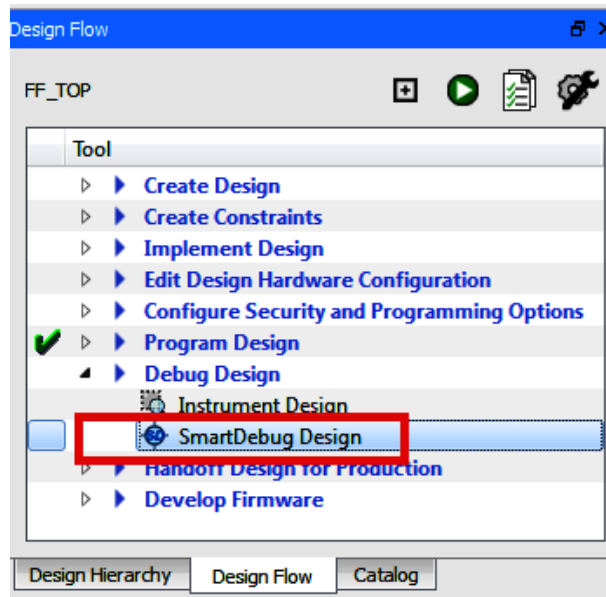 Design Flow
FF_TOP
Tool
Create Design
Create Constraints
Implement Design
Edit Design Hardware Configuration
Configure Security and Programming Options
Program Design
Debug Design
Instrument Design
SmartDebug Design
Handoff Design for Production
Develop Firmware
Design Hierarchy Design Flow Catalog